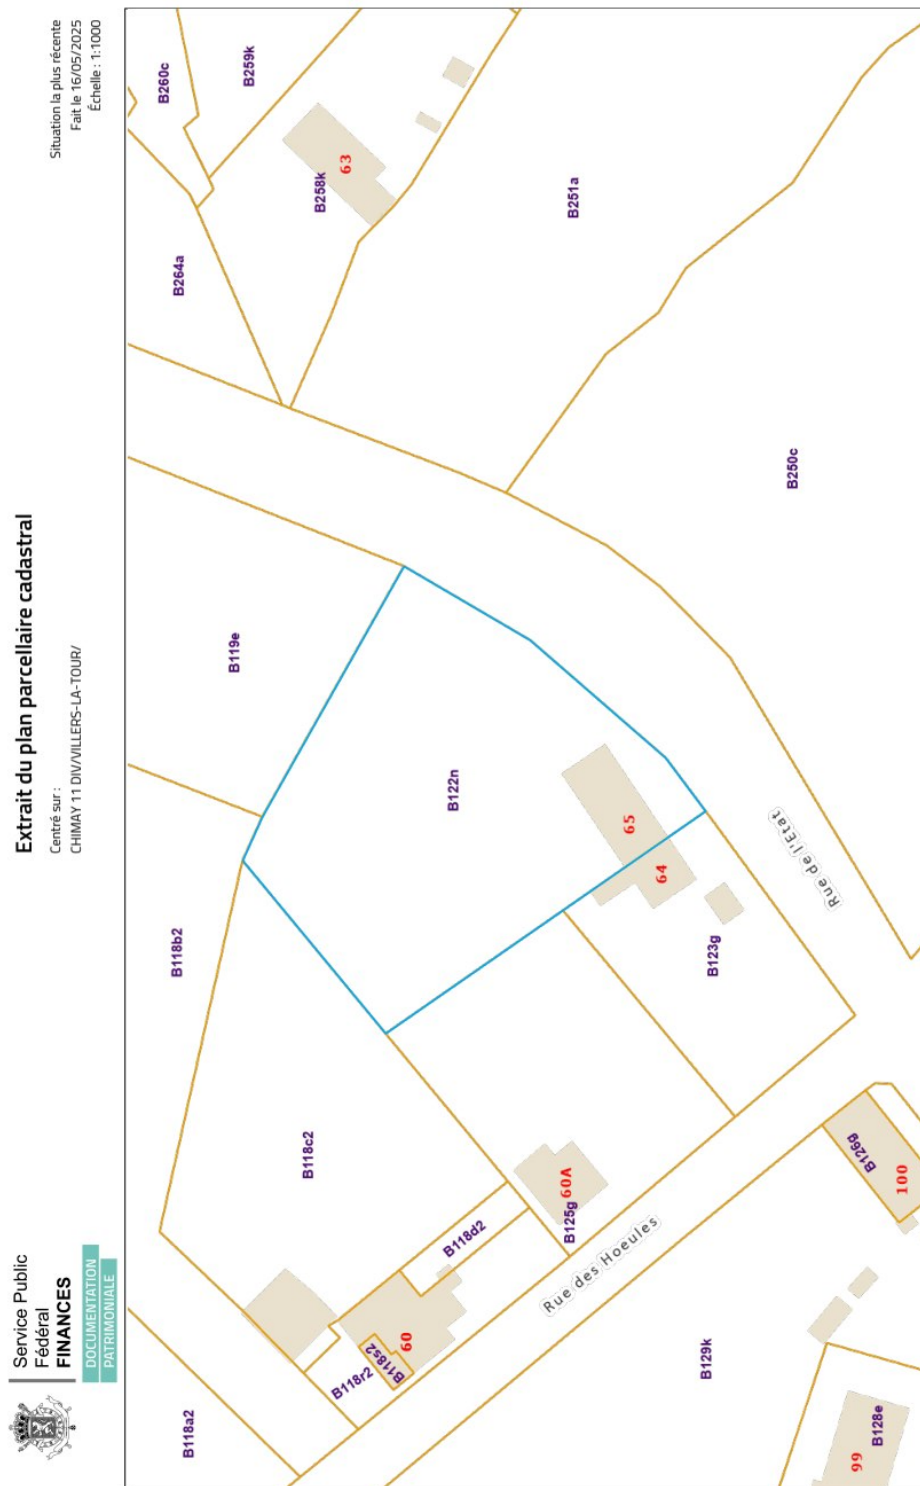 Service Public
Fédéral
FINANCES
DOCUMENTATION
PATRIMONIALE
Extrait du plan parcellaire cadastral
Centré sur :
CHIMAY 11 DIV/VILLERS-LA-TOUR/
Situation la plus récente
Fait le 16/05/2025
Échelle : 1:1000
B118a2
B118b2
B119e
B264a
B260c
B259k
B118c2
B258k
63
B118r2
B118s2
60
B118d2
B122n
B251a
B125g
60A
65
64
Rue des Hoeules
B123g
B129k
Rue de l'Etat
B250c
B126g
100
99
B128e